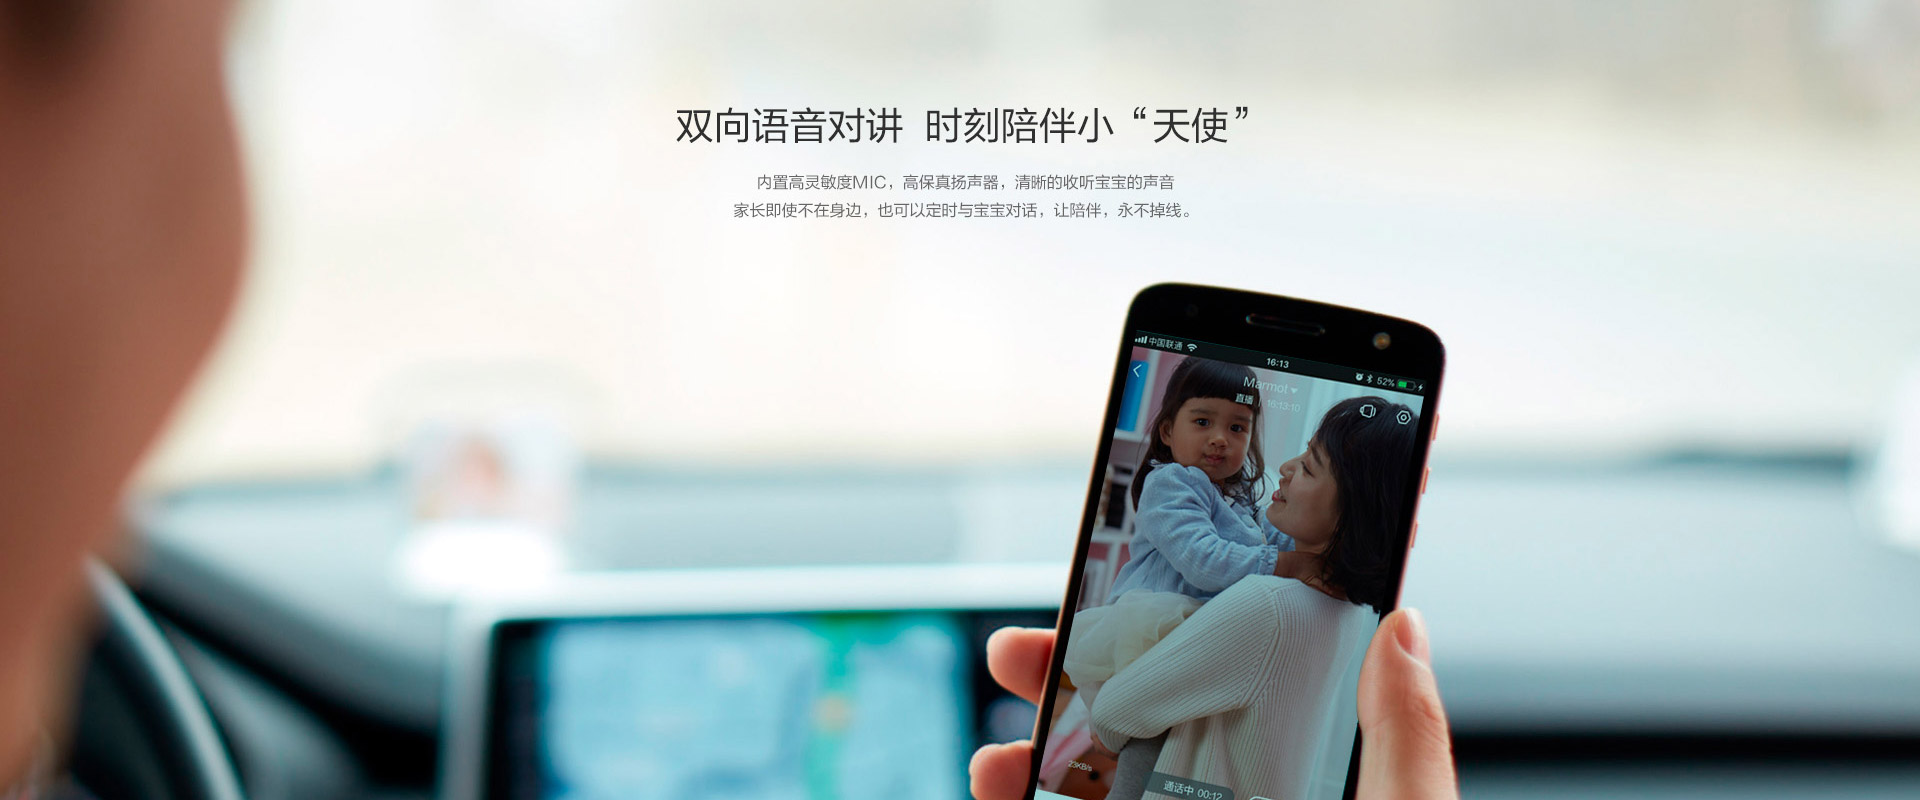 双向语音对讲 时刻陪伴小“天使”
内置高灵敏度MIC，高保真扬声器，清晰的收听宝宝的声音
家长即使不在身边，也可以定时与宝宝对话，让陪伴，永不掉线。
中国联通
16:13
52%
Marmot
直播 16:13:10
23KB/s
通话中 00:12